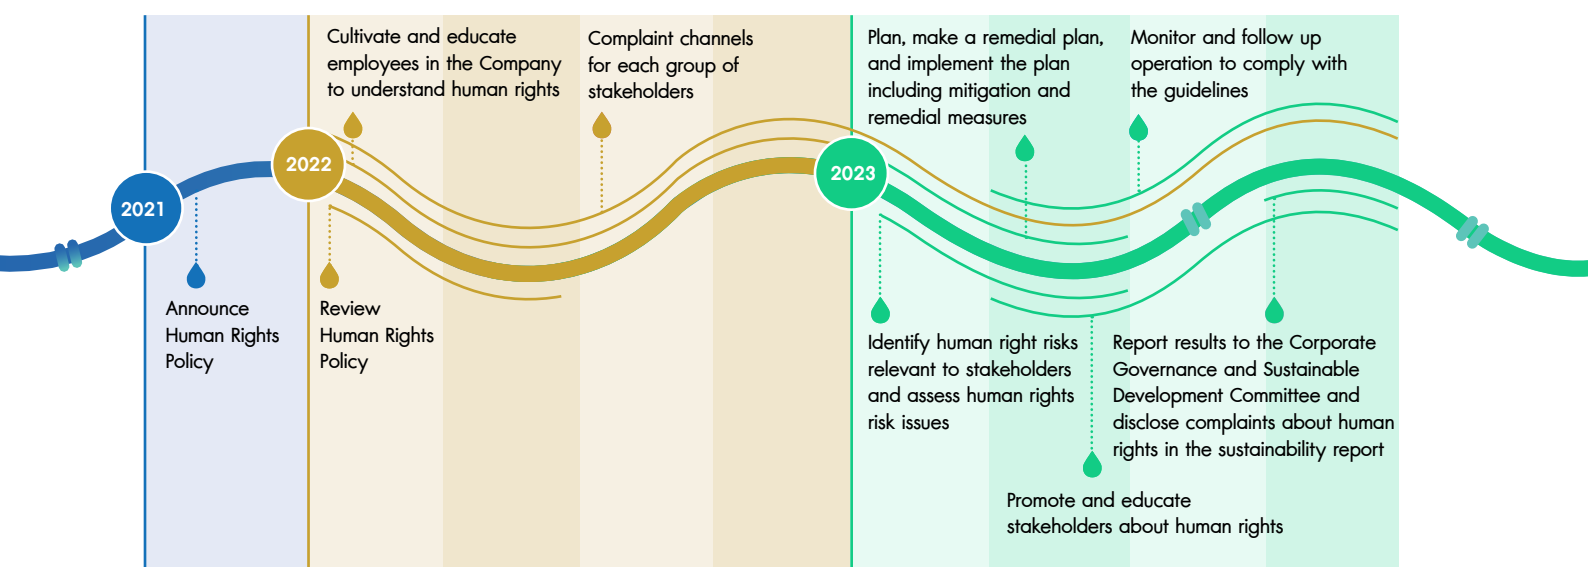 2021
Announce
Human Rights
Policy
2022
Cultivate and educate
employees in the Company
to understand human rights
Complaint channels
for each group of
stakeholders
Review
Human Rights
Policy
2023
Plan, make a remedial plan,
and implement the plan
including mitigation and
remedial measures
Monitor and follow up
operation to comply with
the guidelines
Identify human right risks
relevant to stakeholders
and assess human rights
risk issues
Report results to the Corporate
Governance and Sustainable
Development Committee and
disclose complaints about human
rights in the sustainability report
Promote and educate
stakeholders about human rights